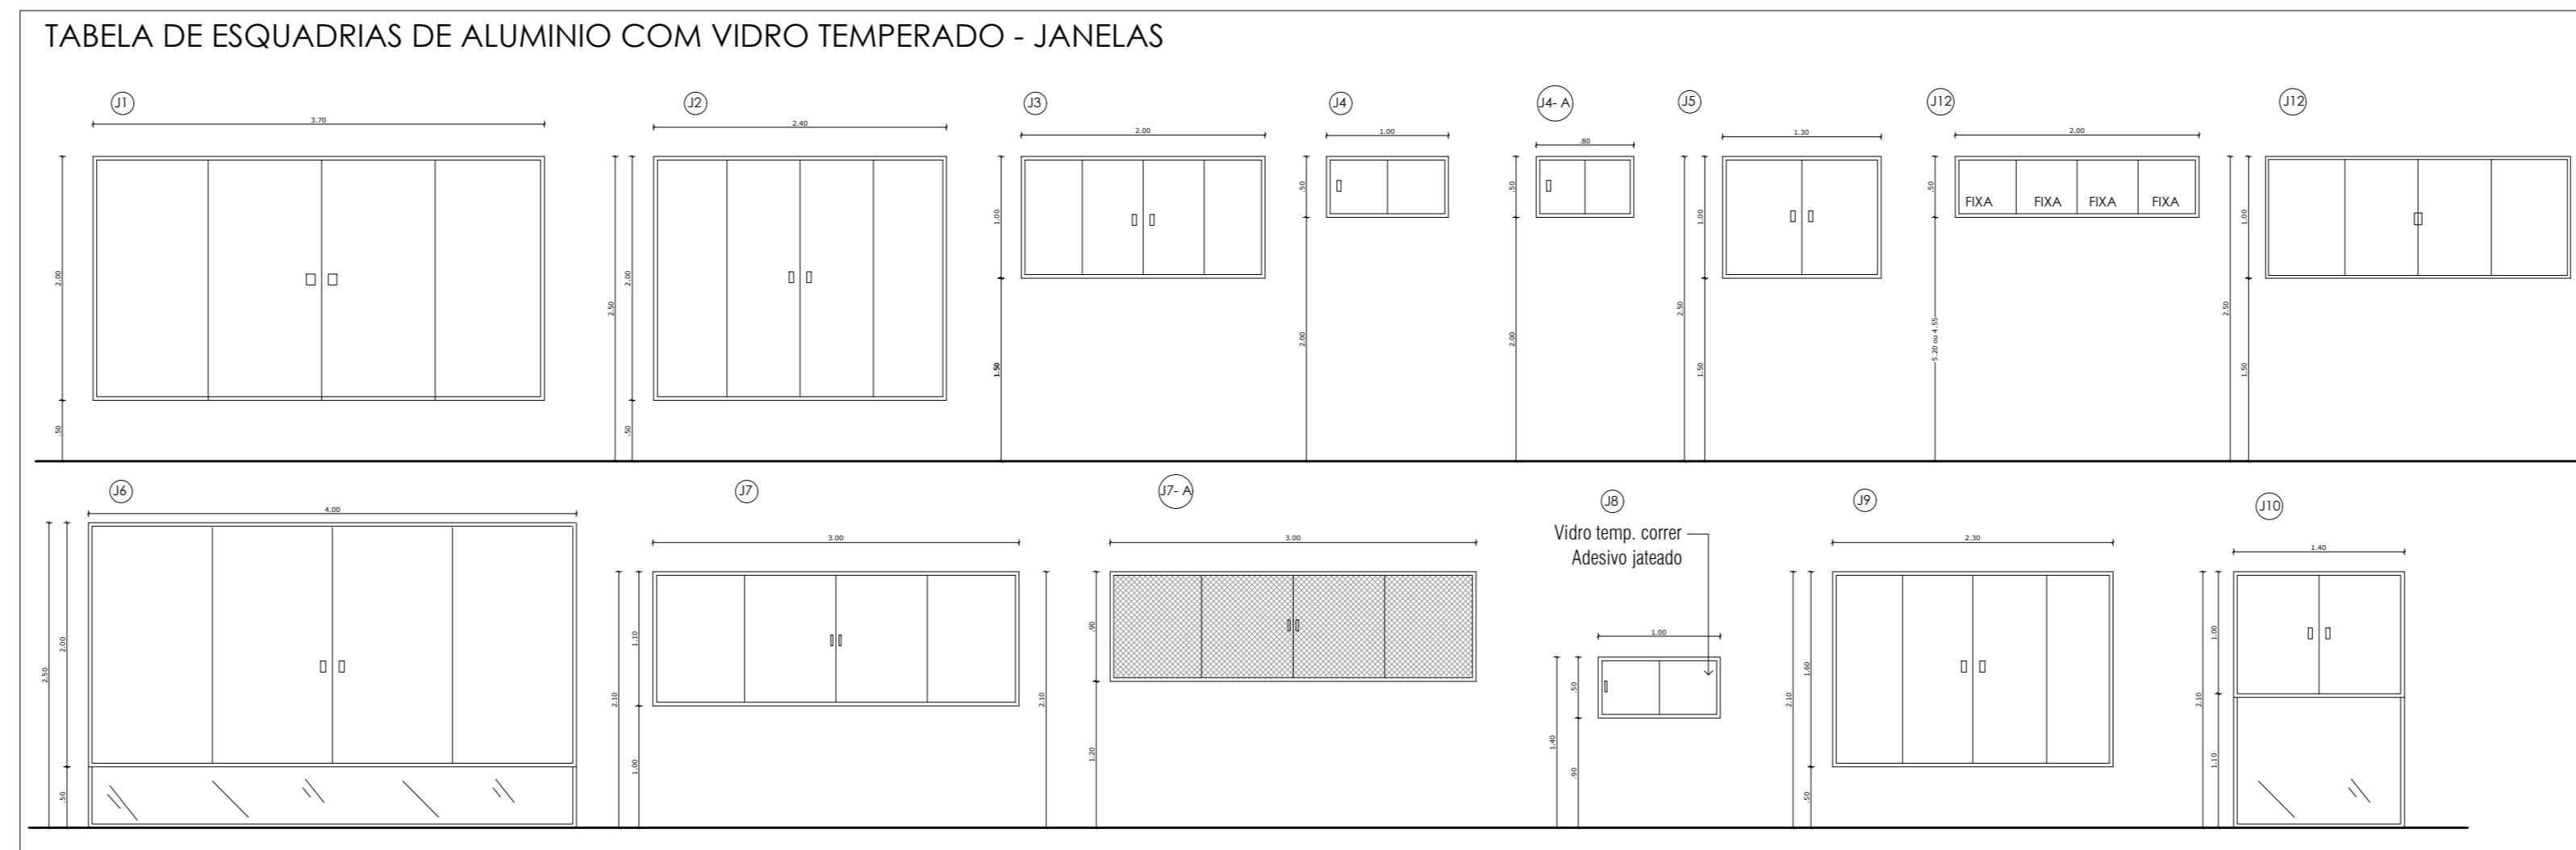 TABELA DE ESQUADRIAS DE ALUMINIO COM VIDRO TEMPERADO - JANELAS
J1
3.70
2.00
.50
J2
2.40
2.50
2.00
.50
J3
2.00
1.00
1.50
J4
1.00
.50
2.00
J4- A
.80
.50
2.00
J5
1.30
2.50
1.00
1.50
J12
2.00
.50
FIXA FIXA FIXA FIXA
5.20 ou 4.55
J12
2.50
1.00
1.50
J6
4.00
2.50
2.00
.50
J7
3.00
2.10
1.10
1.00
J7- A
3.00
2.10
.90
1.20
J8
Vidro temp. correr
Adesivo jateado
1.00
1.40
.50
.90
J9
2.30
2.10
1.60
.50
J10
1.40
2.10
1.00
1.10